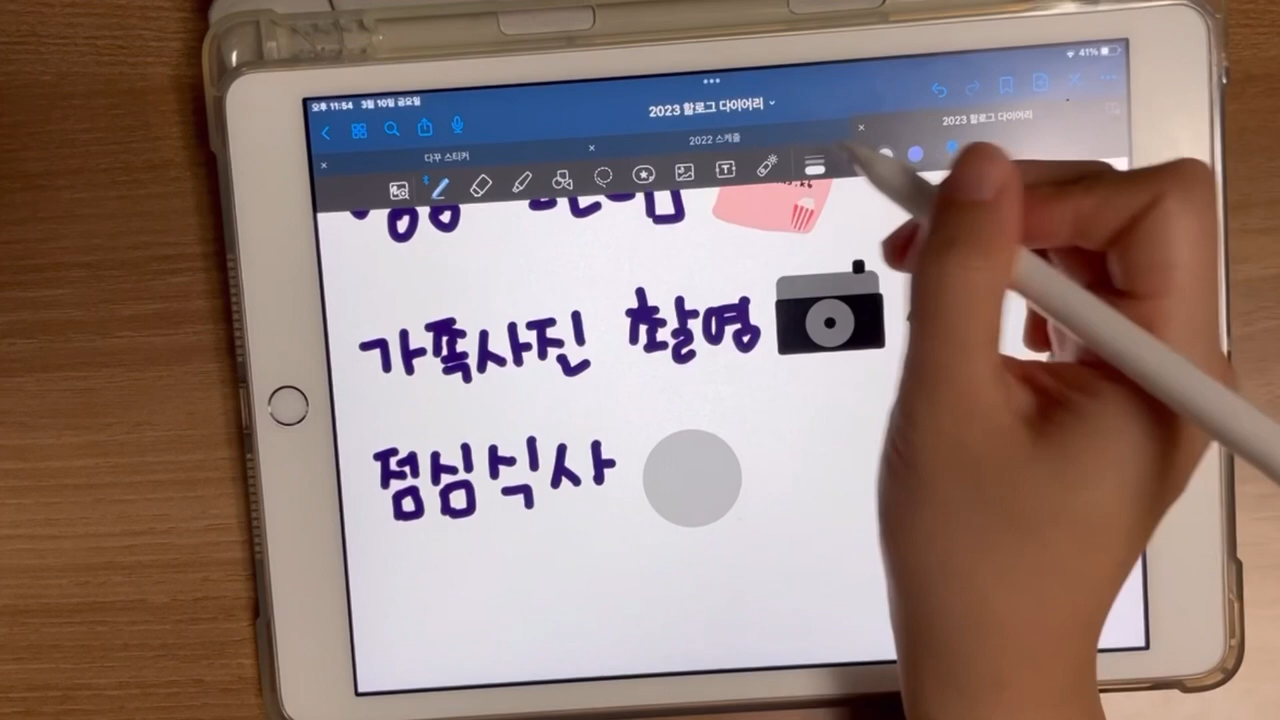 오후 11:54 3월 10일 금요일
41%
2023 할로그 다이어리
다꾸 스티커
2022 스케줄
2023 할로그 다이어리
가족사진 촬영
점심식사